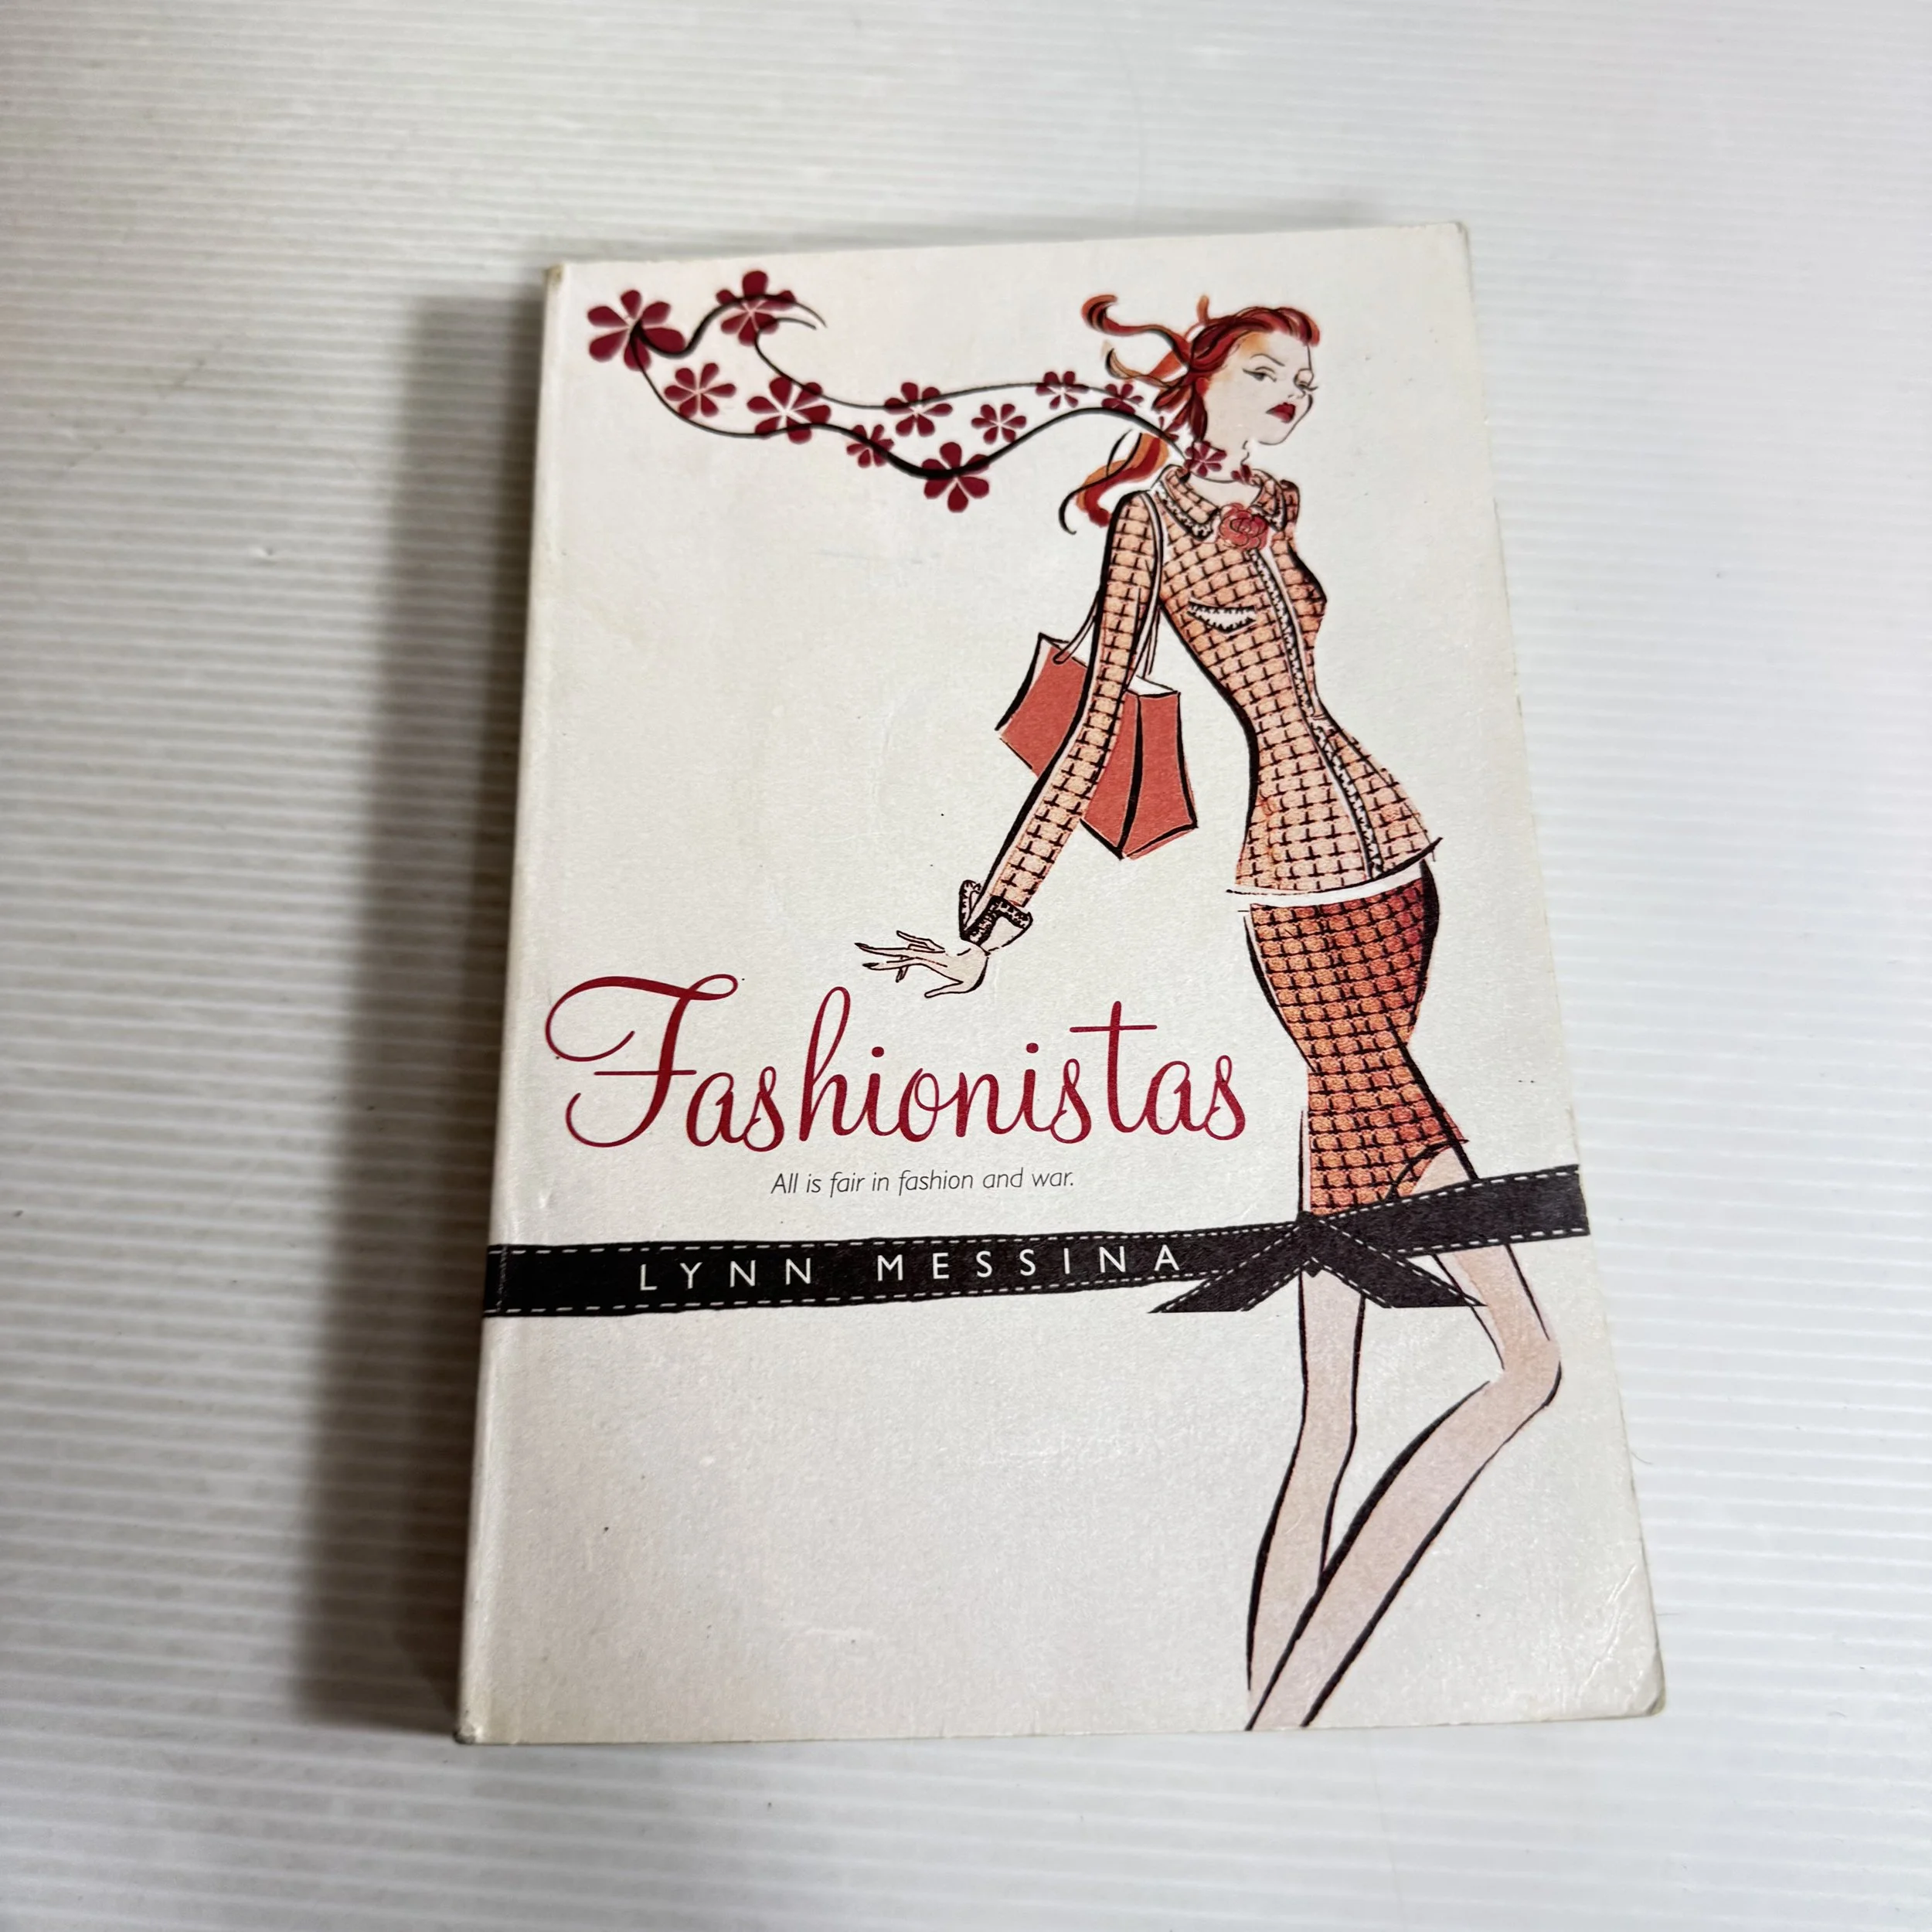 Fashionistas
All is fair in fashion and war.
LYNN MESSINA